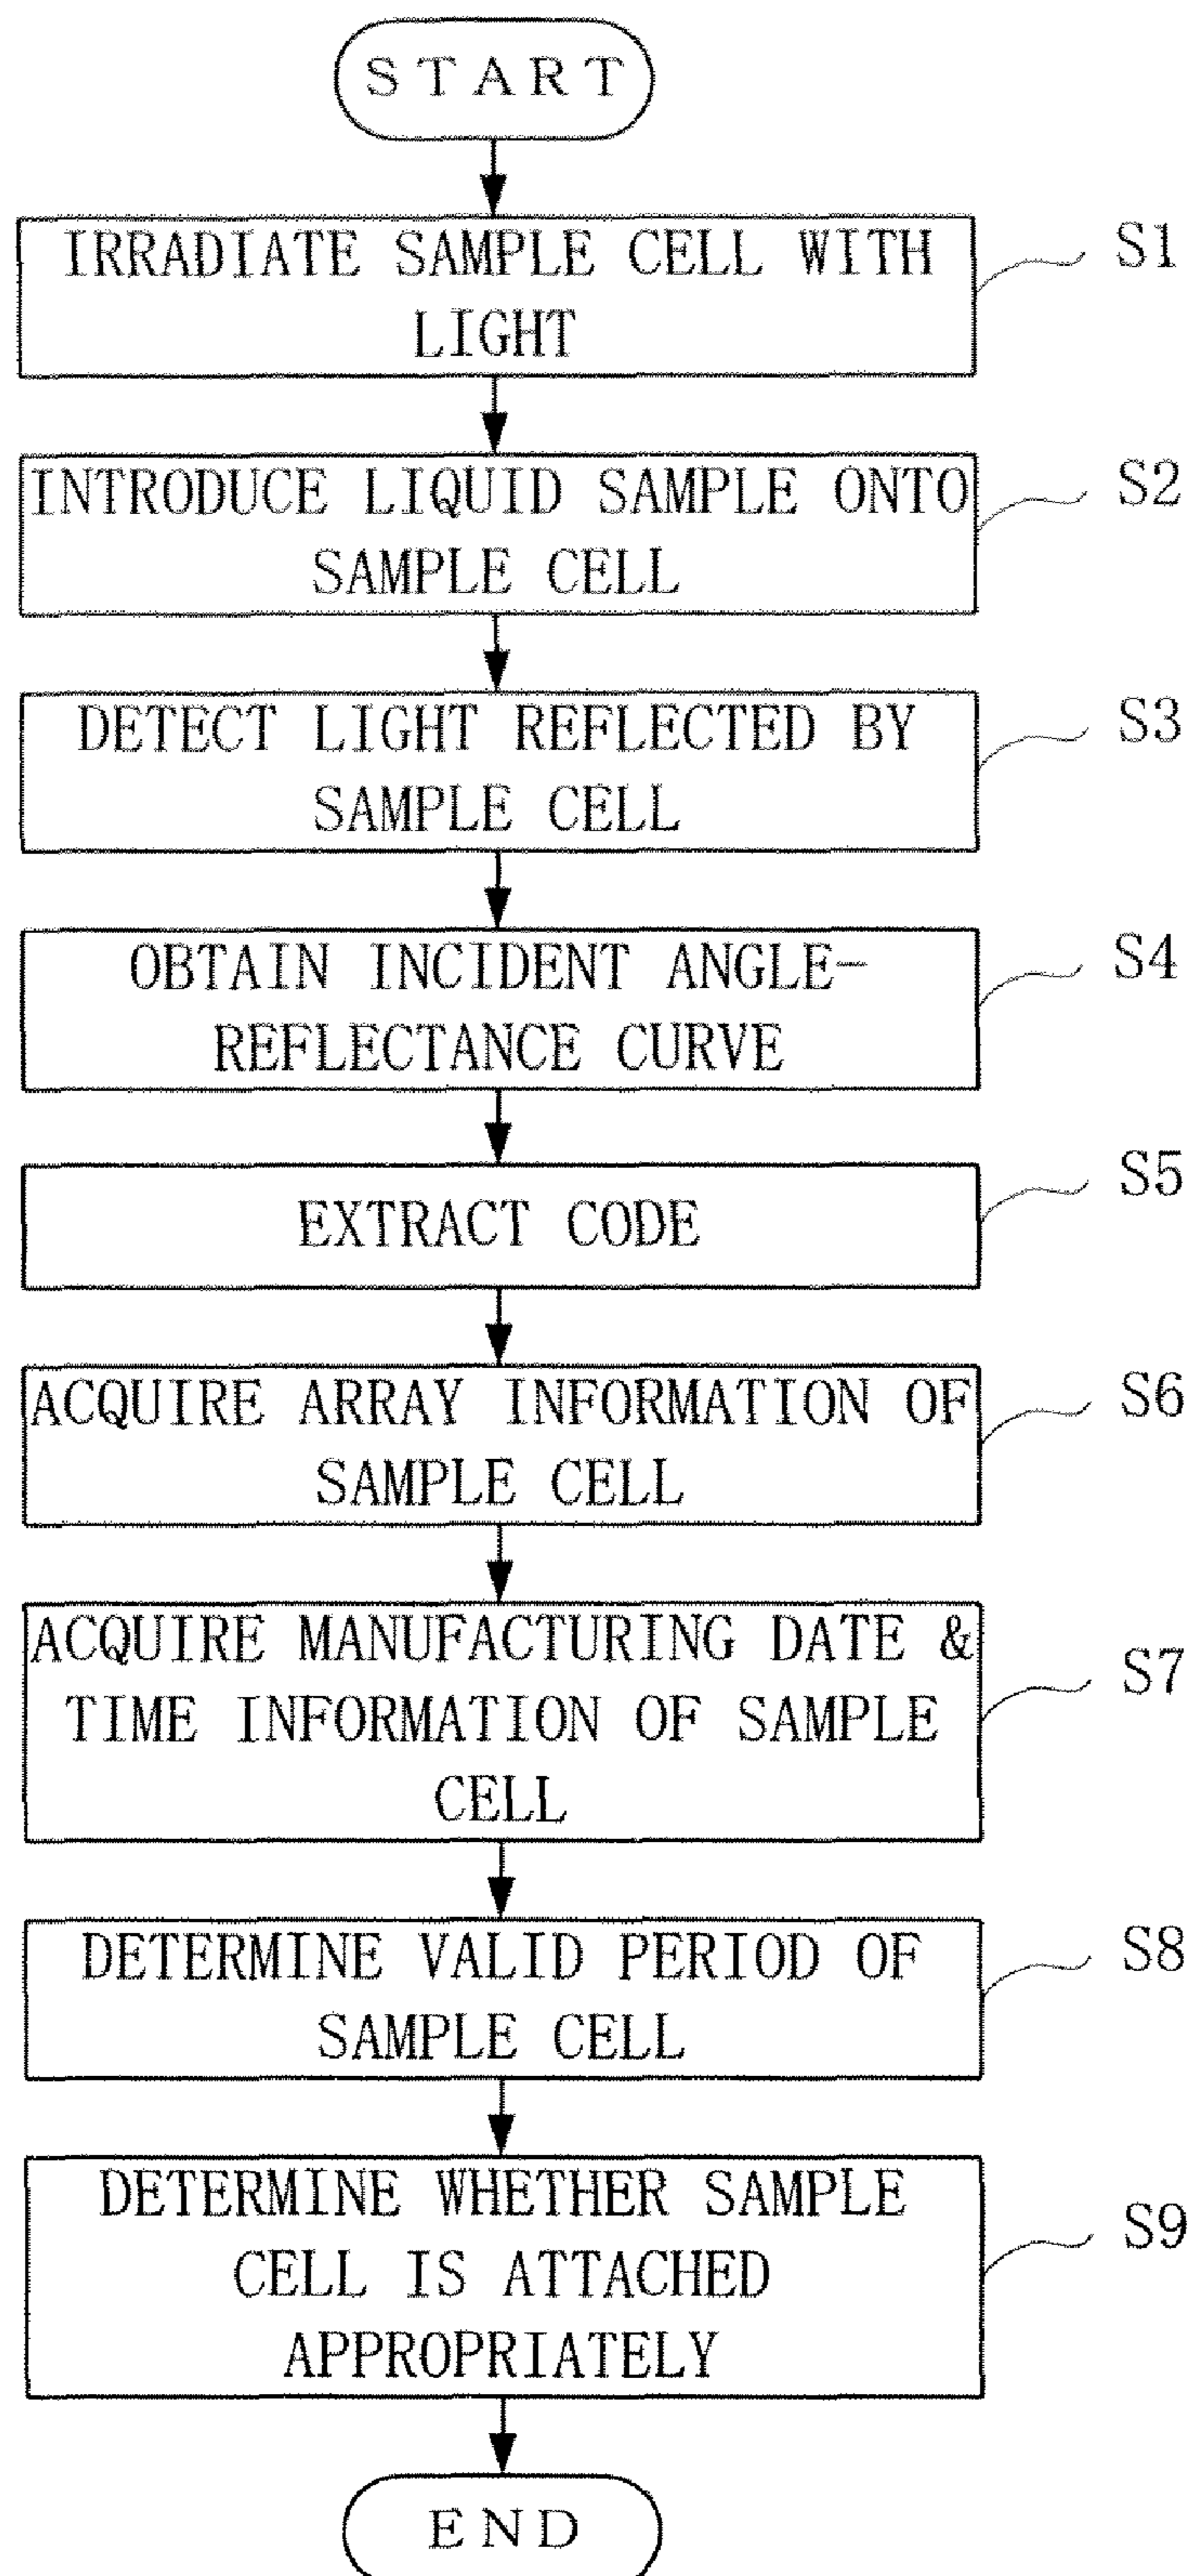 START
IRRADIATE SAMPLE CELL WITH
LIGHT
S1
INTRODUCE LIQUID SAMPLE ONTO
SAMPLE CELL
S2
DETECT LIGHT REFLECTED BY
SAMPLE CELL
S3
OBTAIN INCIDENT ANGLE-
REFLECTANCE CURVE
S4
EXTRACT CODE
S5
ACQUIRE ARRAY INFORMATION OF
SAMPLE CELL
S6
ACQUIRE MANUFACTURING DATE &
TIME INFORMATION OF SAMPLE
CELL
S7
DETERMINE VALID PERIOD OF
SAMPLE CELL
S8
DETERMINE WHETHER SAMPLE
CELL IS ATTACHED
APPROPRIATELY
S9
END